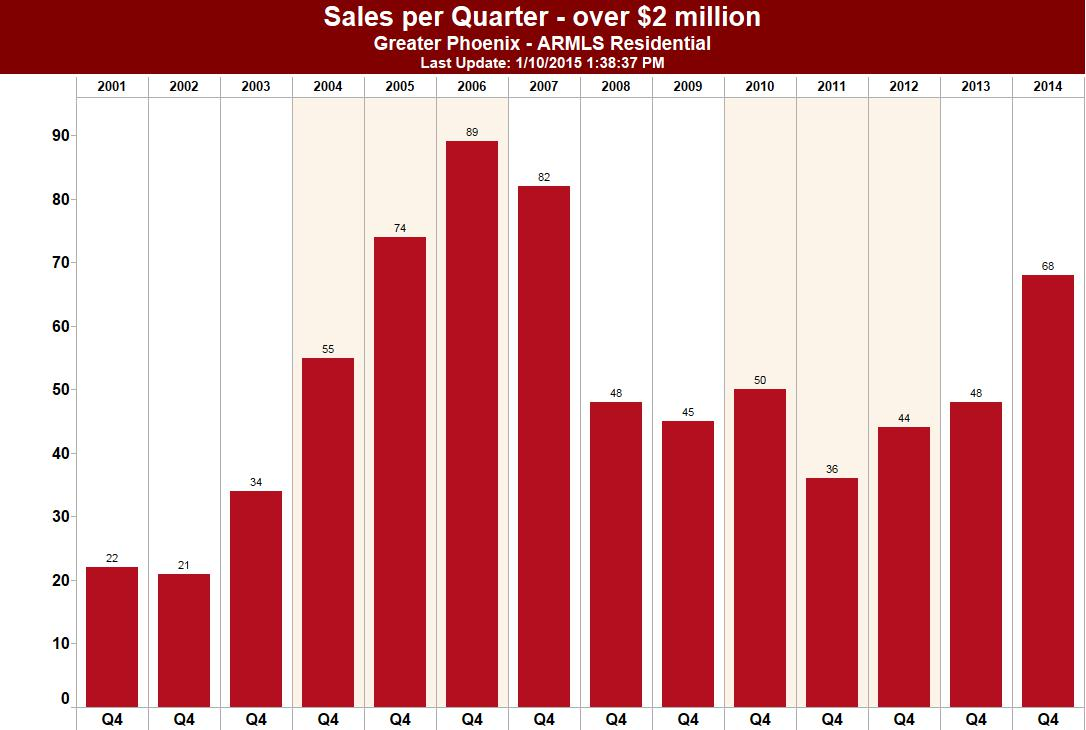 Sales per Quarter - over $2 million
Greater Phoenix - ARMLS Residential
Last Update: 1/10/2015 1:38:37 PM
2001 2002 2003 2004 2005 2006 2007 2008 2009 2010 2011 2012 2013 2014
90
80
70
60
50
40
30
20
10
0
22 21 34 55 74 89 82 48 45 50 36 44 48 68
Q4 Q4 Q4 Q4 Q4 Q4 Q4 Q4 Q4 Q4 Q4 Q4 Q4 Q4